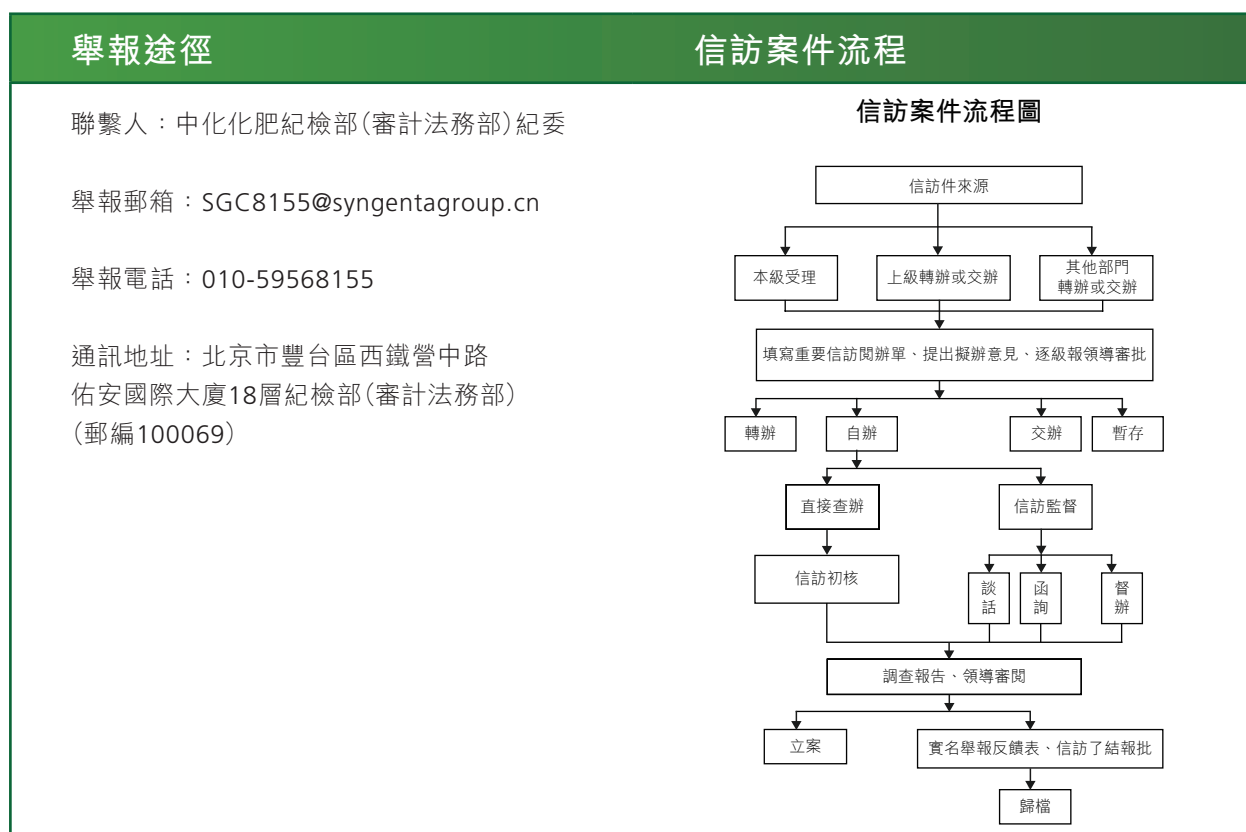 舉報途徑
信訪案件流程
聯繫人：中化化肥紀檢部（審計法務部）紀委
舉報郵箱：SGC8155@syngentagroup.cn
舉報電話：010-59568155
通訊地址：北京市豐台區西鐵營中路
佑安國際大廈18層紀檢部（審計法務部）
（郵編100069）
信訪案件流程圖
信訪件來源
本級受理
上級轉辦或交辦
其他部門
轉辦或交辦
填寫重要信訪閱辦單、提出擬辦意見、逐級報領導審批
轉辦
自辦
交辦
暫存
直接查辦
信訪監督
信訪初核
談話
函詢
督辦
調查報告、領導審閱
立案
實名舉報反饋表、信訪了結報批
歸檔